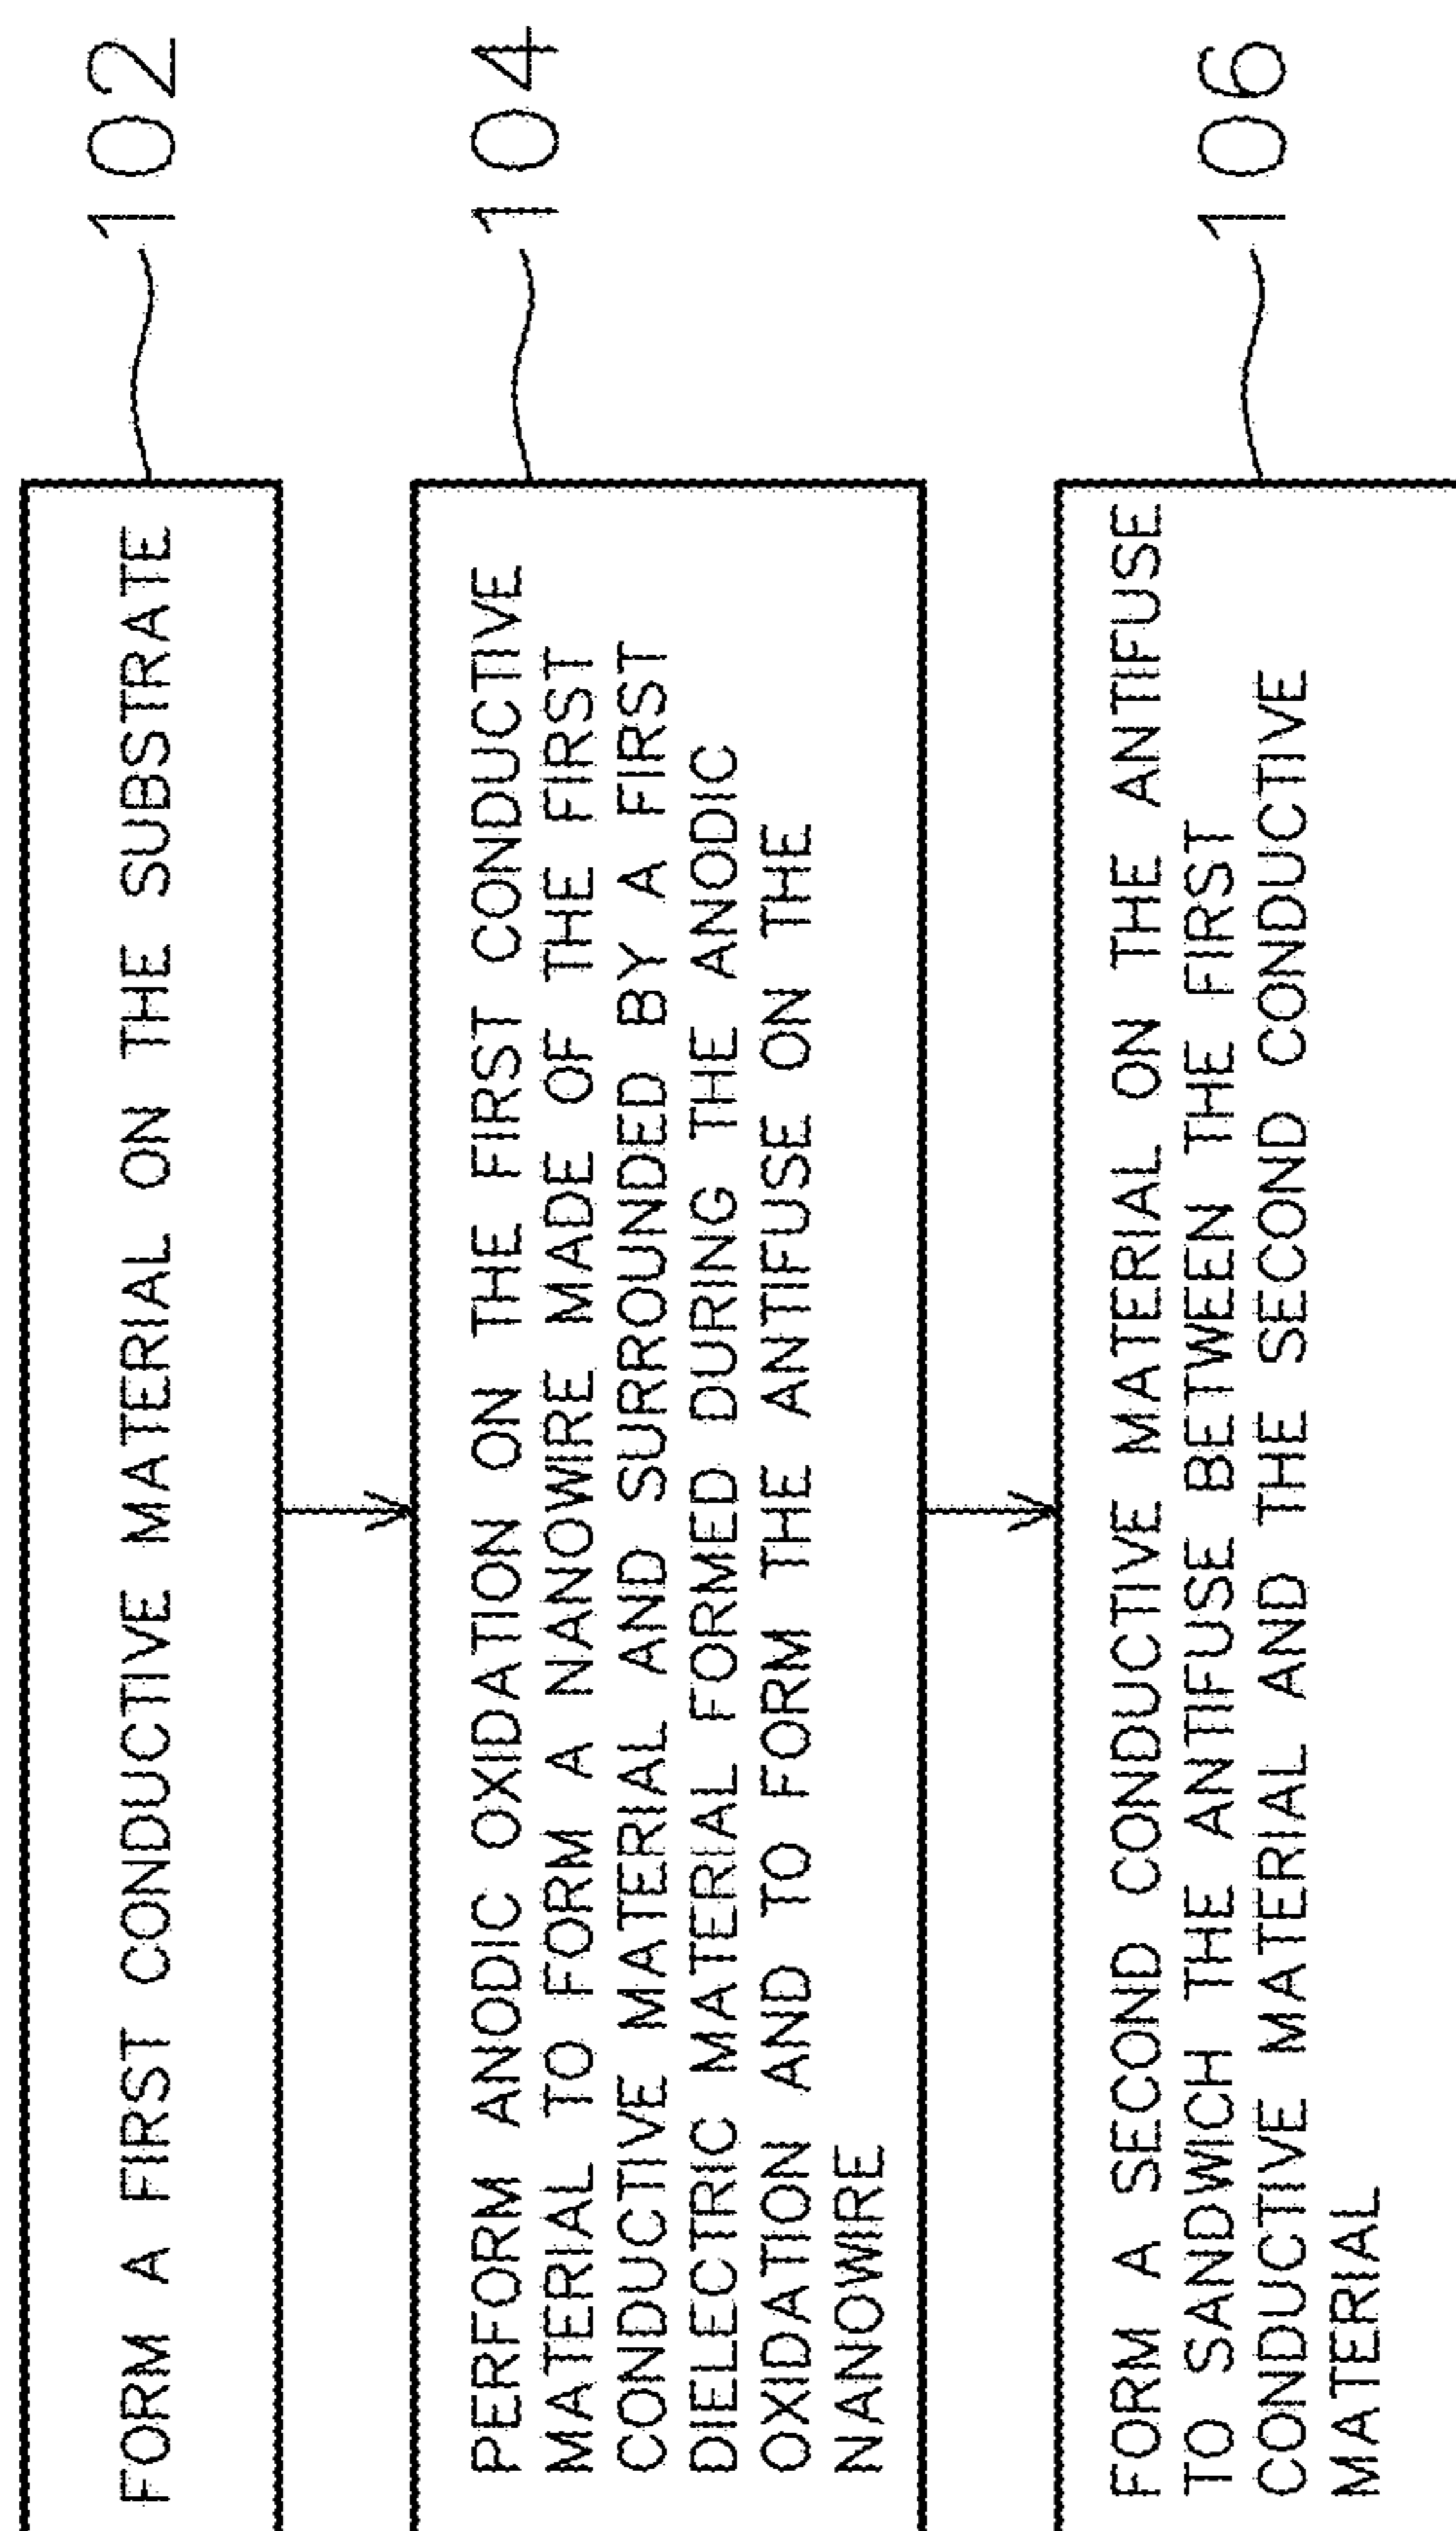 FORM A FIRST CONDUCTIVE MATERIAL ON THE SUBSTRATE
102
PERFORM ANODIC OXIDATION ON THE FIRST CONDUCTIVE
MATERIAL TO FORM A NANOWIRE MADE OF THE FIRST
CONDUCTIVE MATERIAL AND SURROUNDED BY A FIRST
DIELECTRIC MATERIAL FORMED DURING THE ANODIC
OXIDATION AND TO FORM THE ANTIFUSE ON THE
NANOWIRE
104
FORM A SECOND CONDUCTIVE MATERIAL ON THE ANTIFUSE
TO SANDWICH THE ANTIFUSE BETWEEN THE FIRST
CONDUCTIVE MATERIAL AND THE SECOND CONDUCTIVE
MATERIAL
106